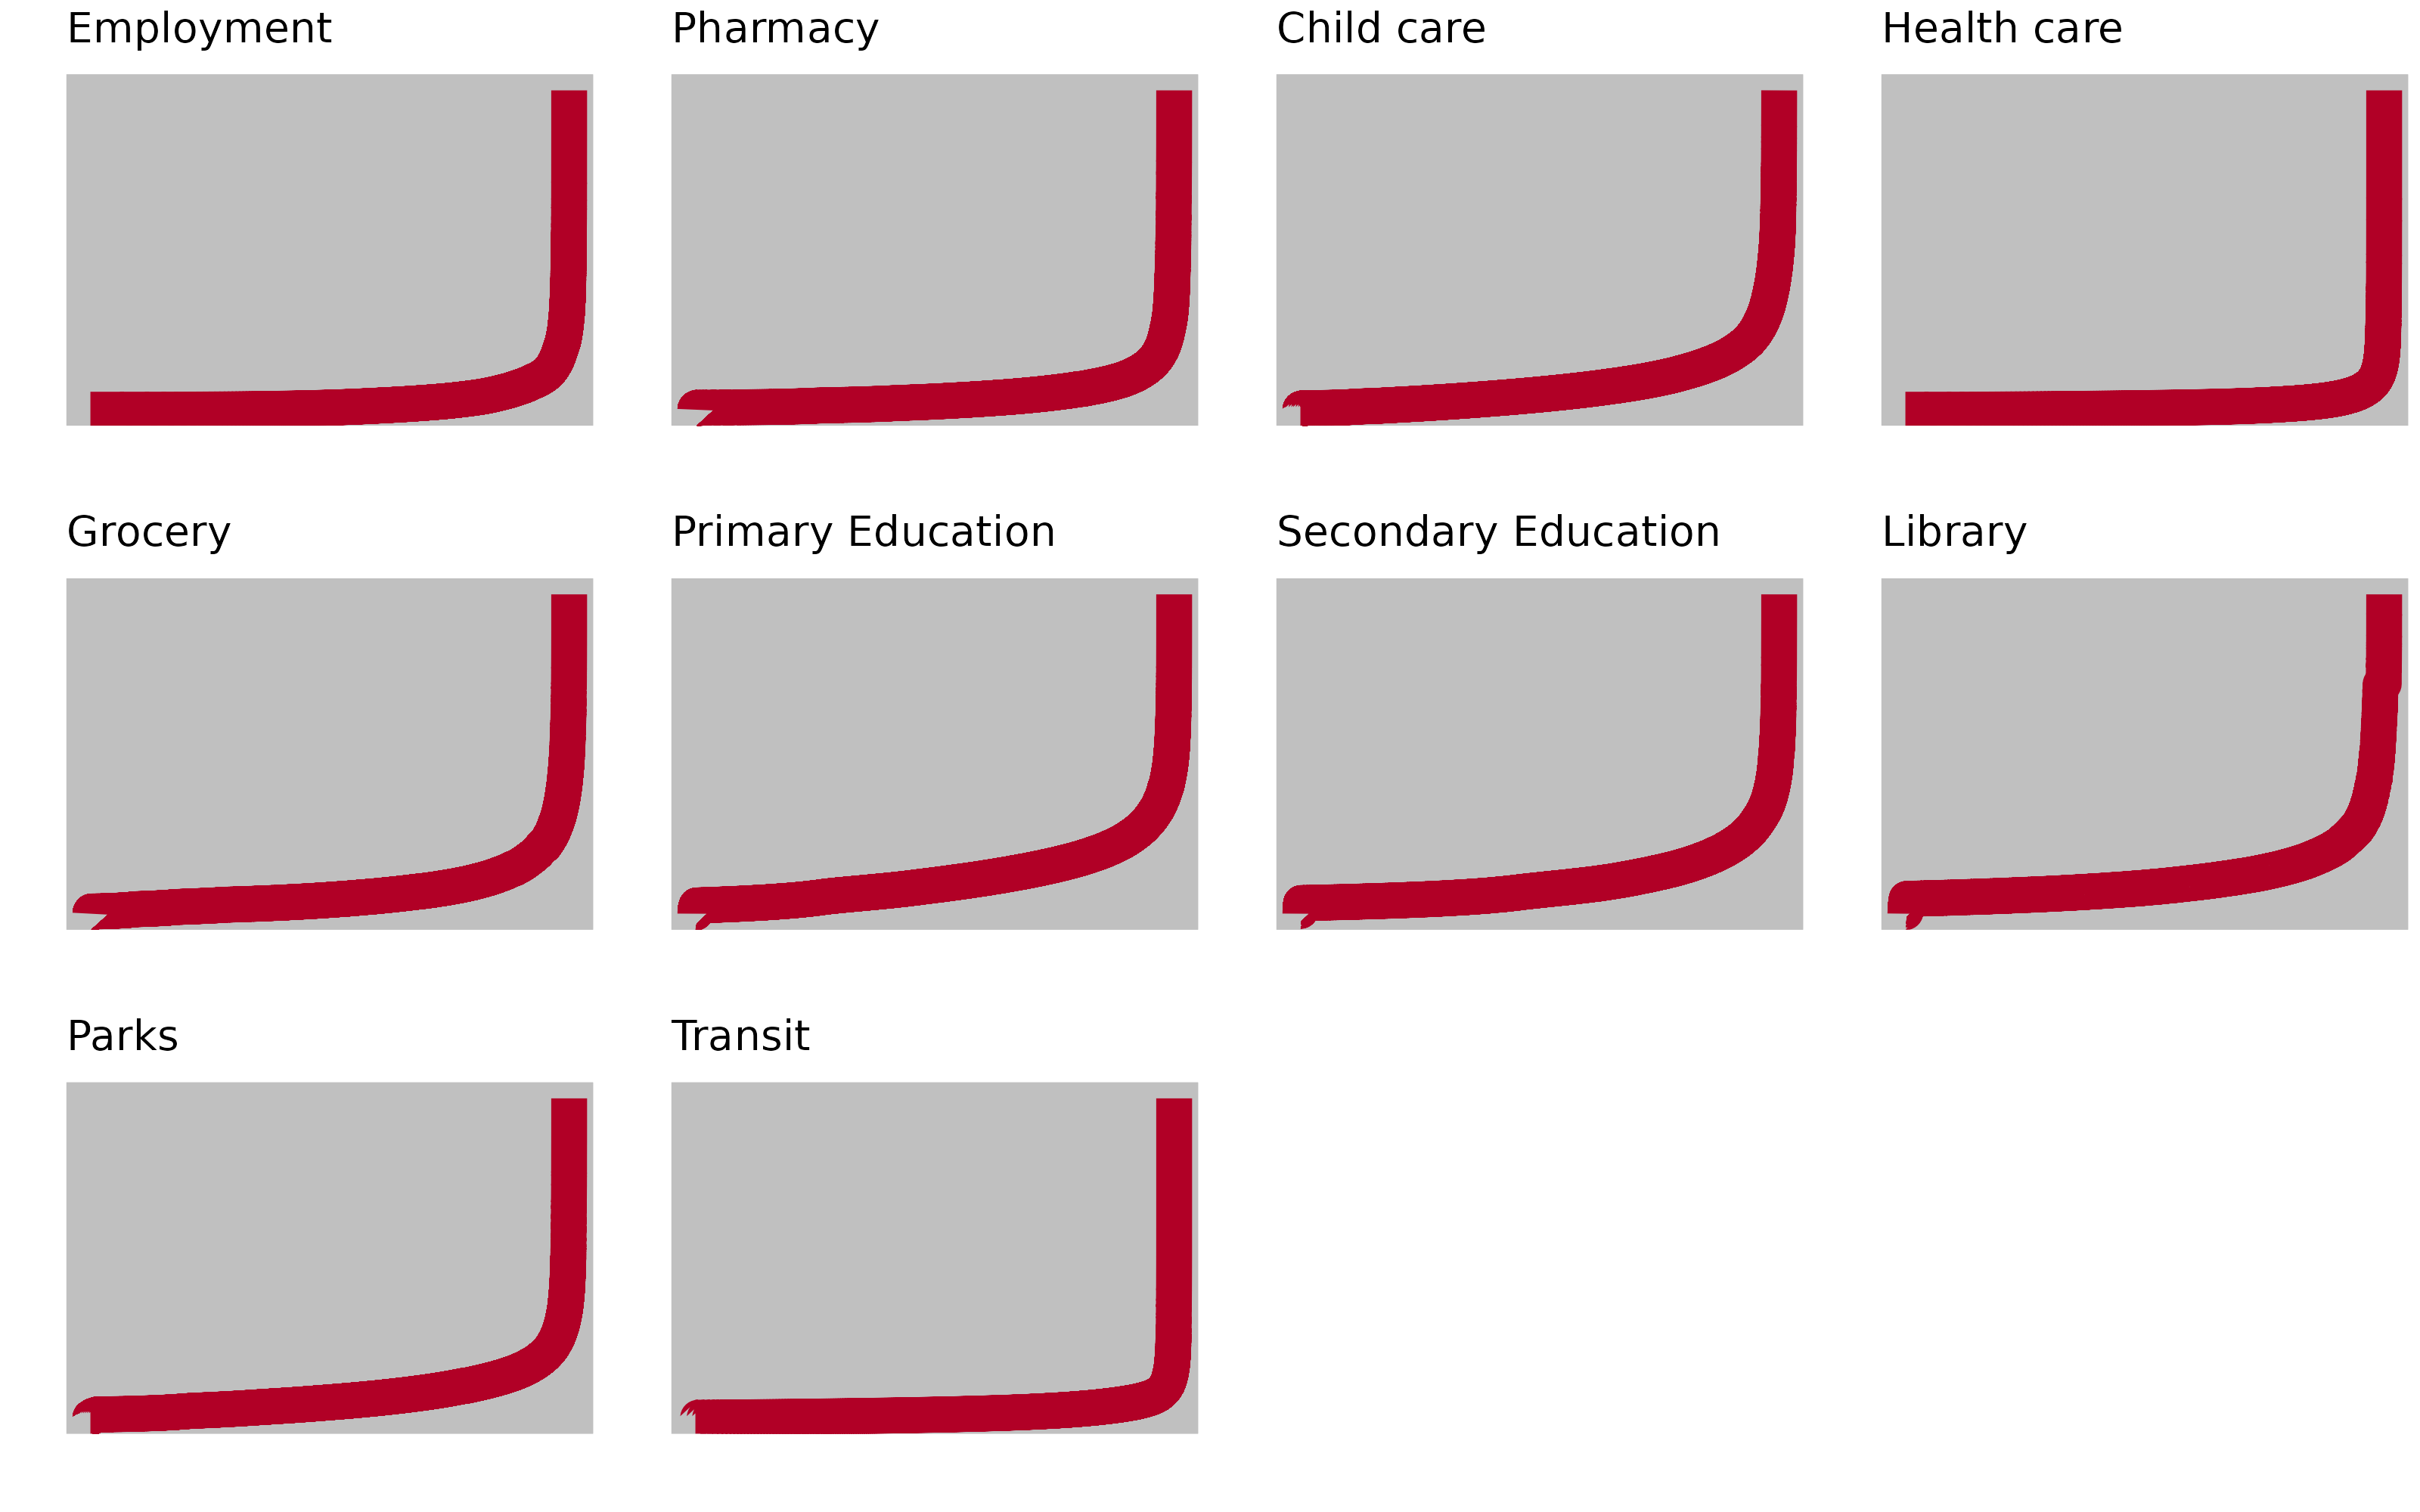 Employment
Pharmacy
Child care
Health care
Grocery
Primary Education
Secondary Education
Library
Parks
Transit